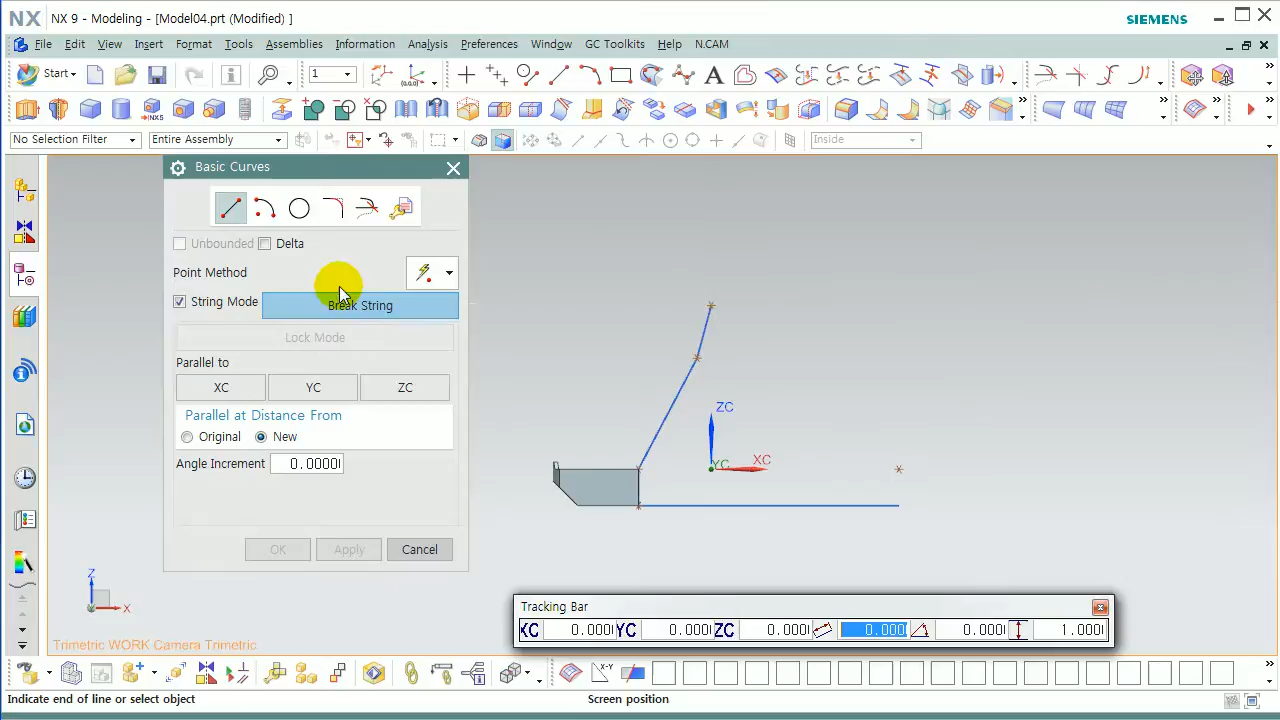 NX NX 9 - Modeling - [Model04.prt (Modified) ] SIEMENS
File Edit View Insert Format Tools Assemblies Information Analysis Preferences Window GC Toolkits Help NCAM
Start 1
No Selection Filter Entire Assembly Inside
Basic Curves
Unbounded Delta
Point Method
String Mode Break String
Lock Mode
Parallel to
XC YC ZC
Parallel at Distance From
Original New
Angle Increment 0.0000
OK Apply Cancel
ZC
YC XC
Z
X
Trimetric WORK Camera Trimetric
Tracking Bar
XC 0.000 YC 0.000 ZC 0.000 0.000 0.000 1.000
X-Y
Indicate end of line or select object Screen position